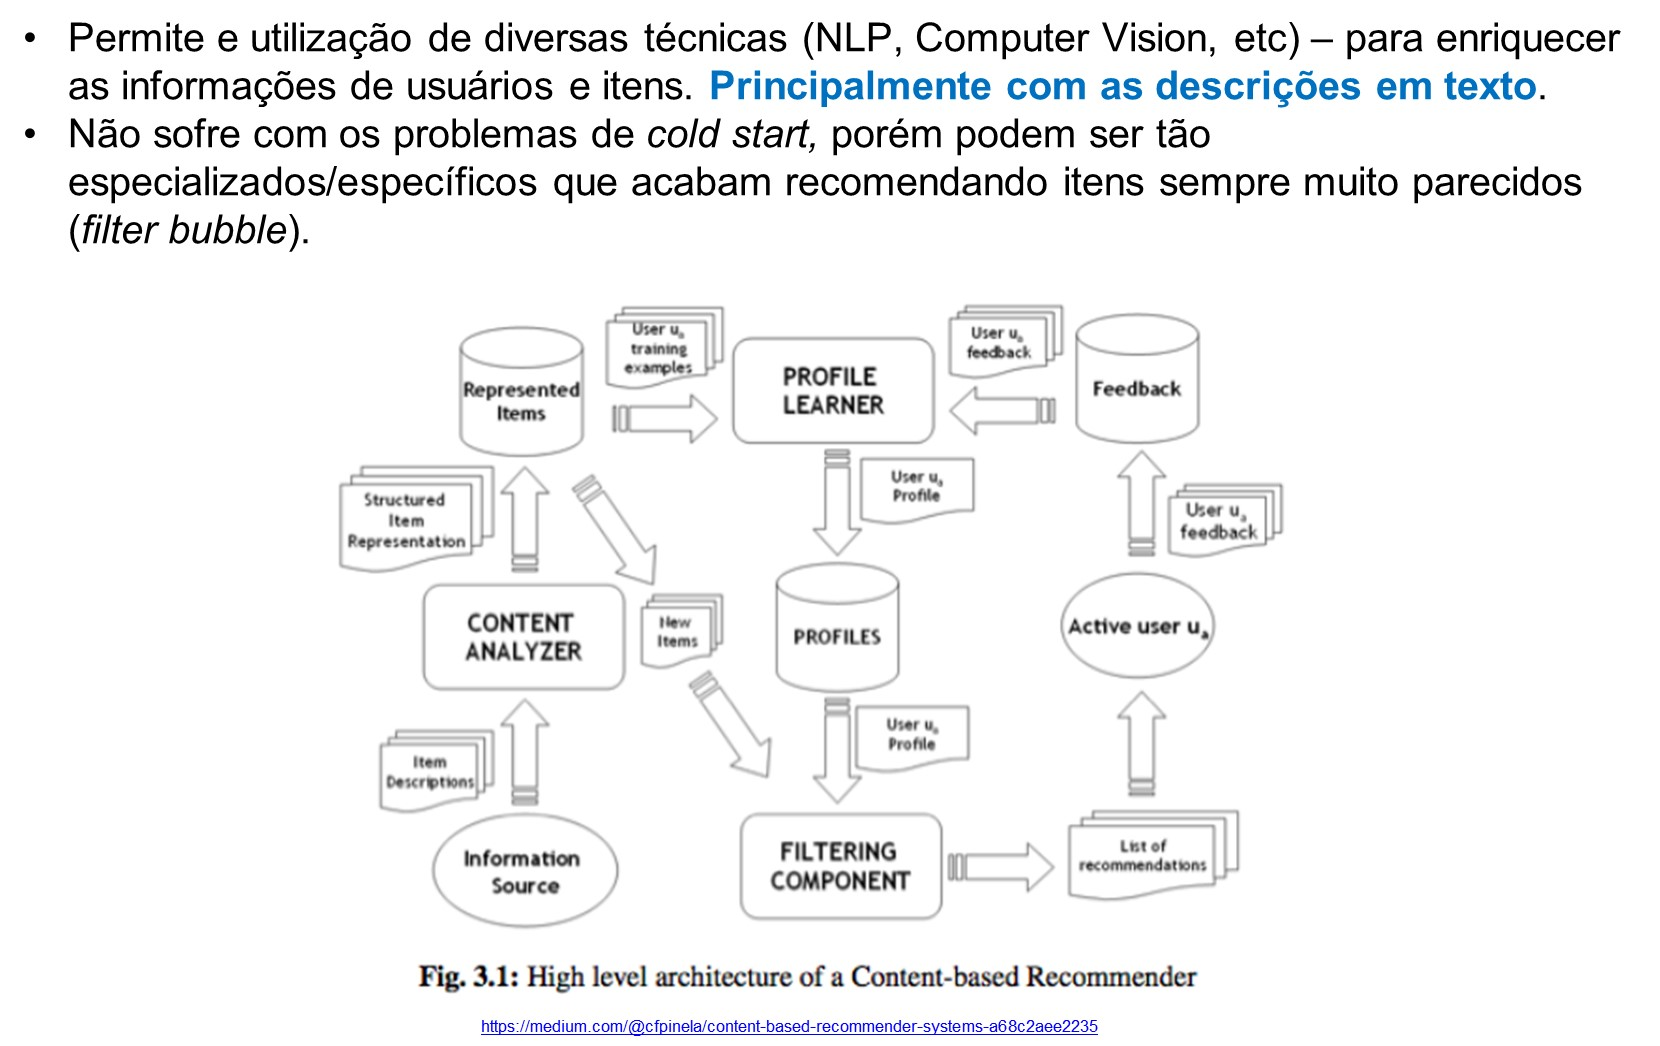 • Permite e utilização de diversas técnicas (NLP, Computer Vision, etc) – para enriquecer
as informações de usuários e itens. Principalmente com as descrições em texto.
• Não sofre com os problemas de cold start, porém podem ser tão
especializados/específicos que acabam recomendando itens sempre muito parecidos
(filter bubble).
Represented
Items
User ua
training
examples
PROFILE
LEARNER
User ua
feedback
Feedback
Structured
Item
Representation
User ua
Profile
User ua
feedback
CONTENT
ANALYZER
New
Items
PROFILES
Active user ua
Item
Descriptions
User ua
Profile
Information
Source
FILTERING
COMPONENT
List of
recommendations
Fig. 3.1: High level architecture of a Content-based Recommender
https://medium.com/@cfpinela/content-based-recommender-systems-a68c2aee2235